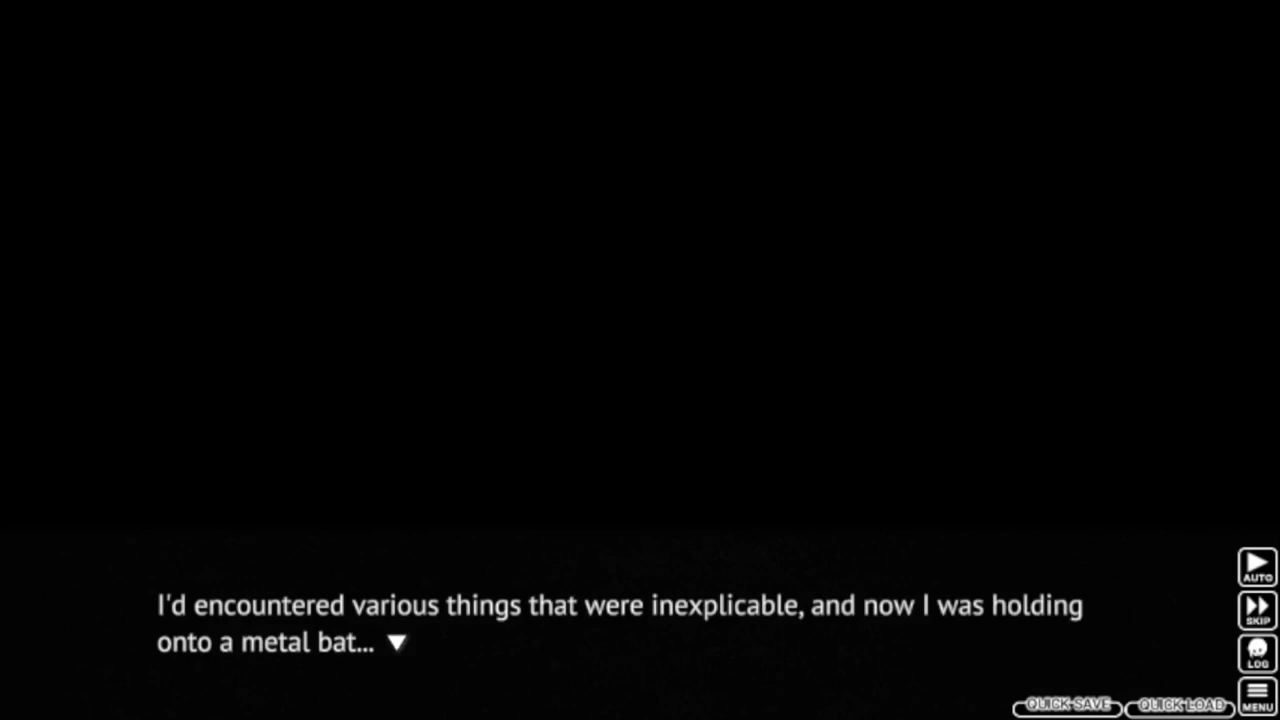 I'd encountered various things that were inexplicable, and now I was holding
onto a metal bat...
AUTO
SKIP
LOG
MENU
QUICK SAVE QUICK LOAD